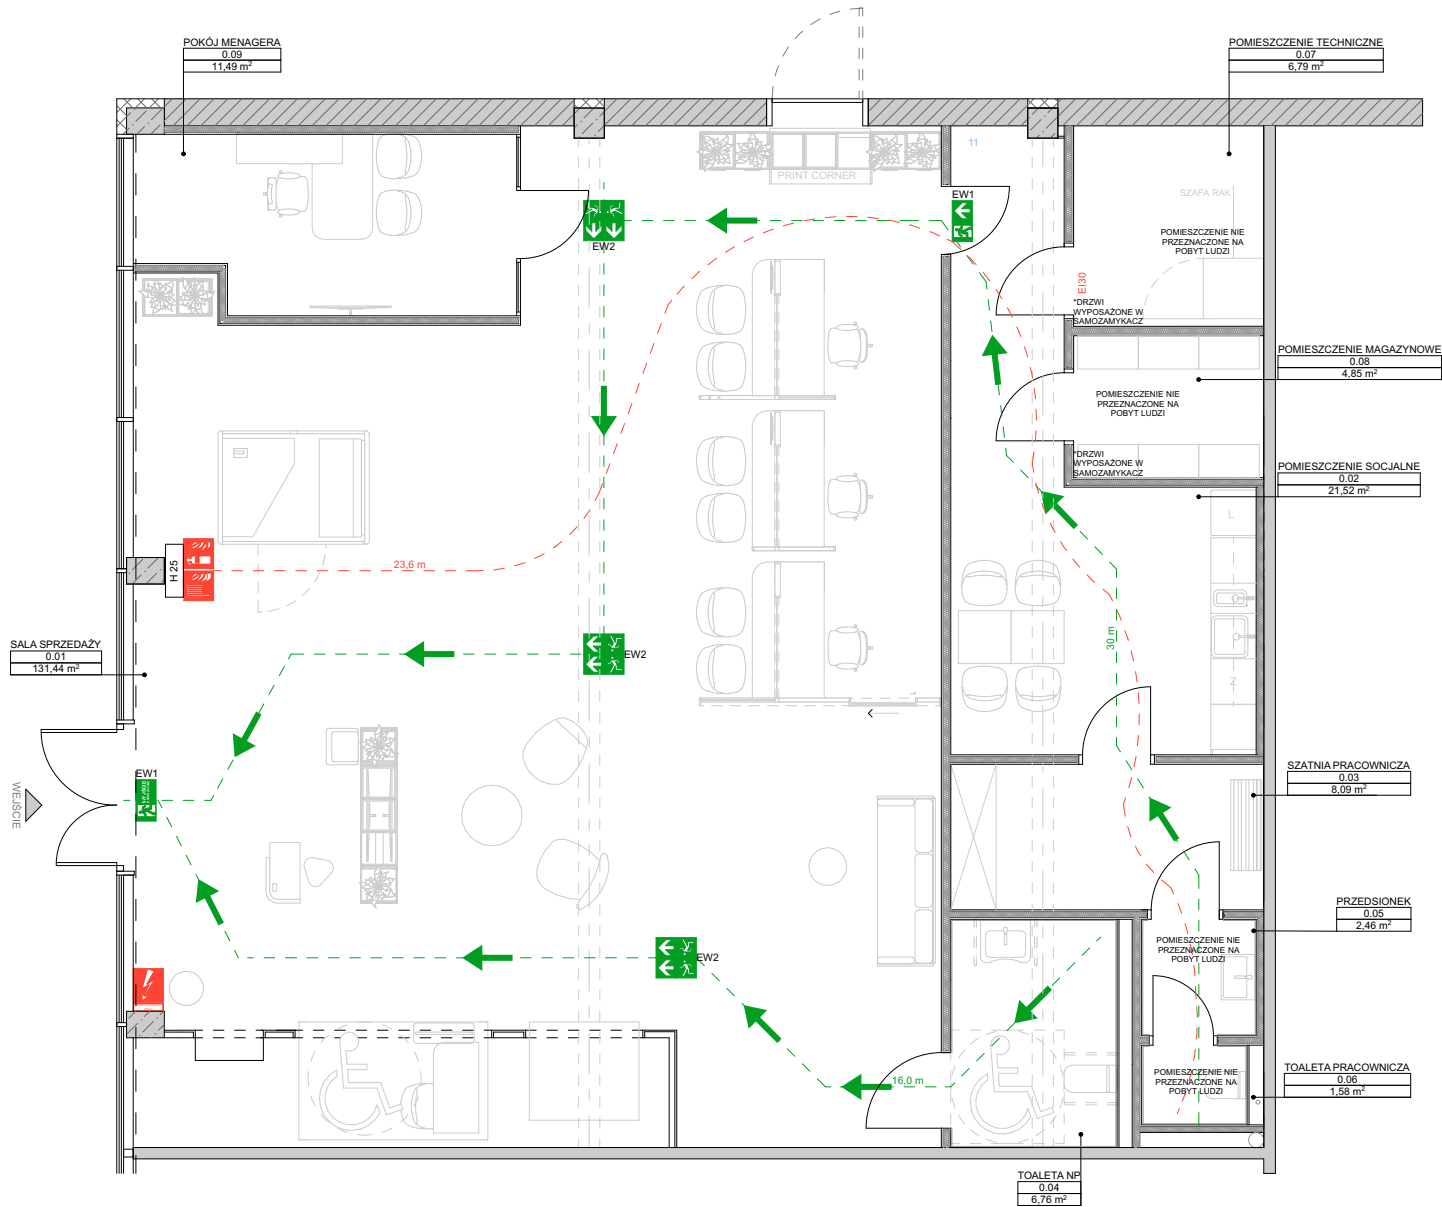 POKÓJ MENAGERA
0.09
11,49 m²
POMIESZCZENIE TECHNICZNE
0.07
6,79 m²
11
PRINT CORNER
EW1
SZAFA RAK
EW2
POMIESZCZENIE NIE
PRZEZNACZONE NA
POBYT LUDZI
EI30
*DRZWI
WYPOSAŻONE W
SAMOZAMYKACZ
POMIESZCZENIE MAGAZYNOWE
0.08
4,85 m²
POMIESZCZENIE NIE
PRZEZNACZONE NA
POBYT LUDZI
*DRZWI
WYPOSAŻONE W
SAMOZAMYKACZ
POMIESZCZENIE SOCJALNE
0.02
21,52 m²
L
H 25
23,6 m
30 m
SALA SPRZEDAŻY
0.01
131,44 m²
EW2
Z
WEJŚCIE
EW1
WYJŚCIE
SZATNIA PRACOWNICZA
0.03
8,09 m²
PRZEDSIONEK
0.05
2,46 m²
POMIESZCZENIE NIE
PRZEZNACZONE NA
POBYT LUDZI
EW2
16,0 m
POMIESZCZENIE NIE
PRZEZNACZONE NA
POBYT LUDZI
TOALETA PRACOWNICZA
0.06
1,58 m²
TOALETA NP
0.04
6,76 m²